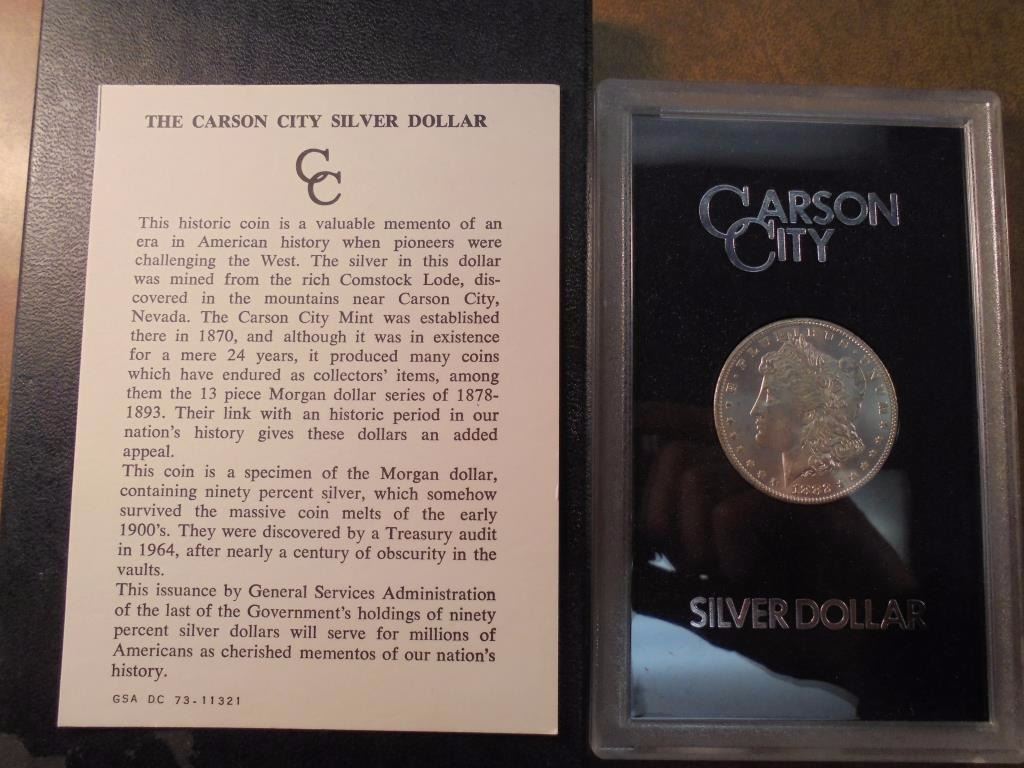 THE CARSON CITY SILVER DOLLAR
CC
This historic coin is a valuable memento of an
era in American history when pioneers were
challenging the West. The silver in this dollar
was mined from the rich Comstock Lode, dis-
covered in the mountains near Carson City,
Nevada. The Carson City Mint was established
there in 1870, and although it was in existence
for a mere 24 years, it produced many coins
which have endured as collectors' items, among
them the 13 piece Morgan dollar series of 1878-
1893. Their link with an historic period in our
nation's history gives these dollars an added
appeal.
This coin is a specimen of the Morgan dollar,
containing ninety percent silver, which somehow
survived the massive coin melts of the early
1900's. They were discovered by a Treasury audit
in 1964, after nearly a century of obscurity in the
vaults.
This issuance by General Services Administration
of the last of the Government's holdings of ninety
percent silver dollars will serve for millions of
Americans as cherished mementos of our nation's
history.
GSA DC 73-11321
CARSON
CITY
SILVER DOLLAR